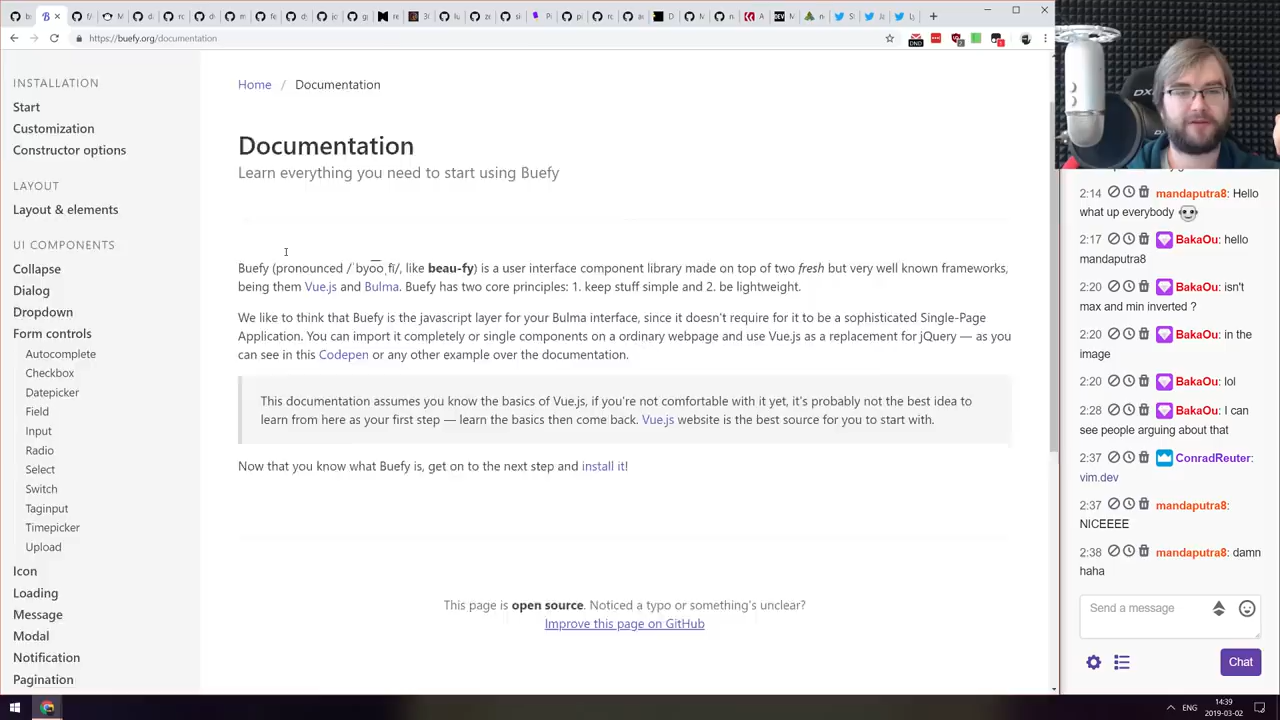 https://buefy.org/documentation
INSTALLATION
Start
Customization
Constructor options
LAYOUT
Layout & elements
UI COMPONENTS
Collapse
Dialog
Dropdown
Form controls
Autocomplete
Checkbox
Datepicker
Field
Input
Radio
Select
Switch
Taginput
Timepicker
Upload
Icon
Loading
Message
Modal
Notification
Pagination
Home / Documentation
Documentation
Learn everything you need to start using Buefy
Buefy (pronounced /ˈbyo͞oˌfī/, like beau-fy) is a user interface component library made on top of two fresh but very well known frameworks,
being them Vue.js and Bulma. Buefy has two core principles: 1. keep stuff simple and 2. be lightweight.
We like to think that Buefy is the javascript layer for your Bulma interface, since it doesn't require for it to be a sophisticated Single-Page
Application. You can import it completely or single components on a ordinary webpage and use Vue.js as a replacement for jQuery — as you
can see in this Codepen or any other example over the documentation.
This documentation assumes you know the basics of Vue.js, if you're not comfortable with it yet, it's probably not the best idea to
learn from here as your first step — learn the basics then come back. Vue.js website is the best source for you to start with.
Now that you know what Buefy is, get on to the next step and install it!
This page is open source. Noticed a typo or something's unclear?
Improve this page on GitHub
2:14 mandaputra8: Hello
what up everybody
2:17 BakaOu: hello
mandaputra8
2:20 BakaOu: isn't
max and min inverted ?
2:20 BakaOu: in the
image
2:20 BakaOu: lol
2:28 BakaOu: I can
see people arguing about that
2:37 ConradReuter:
vim.dev
2:37 mandaputra8:
NICEEEE
2:38 mandaputra8: damn
haha
Send a message
Chat
ENG
14:39
2019-03-02